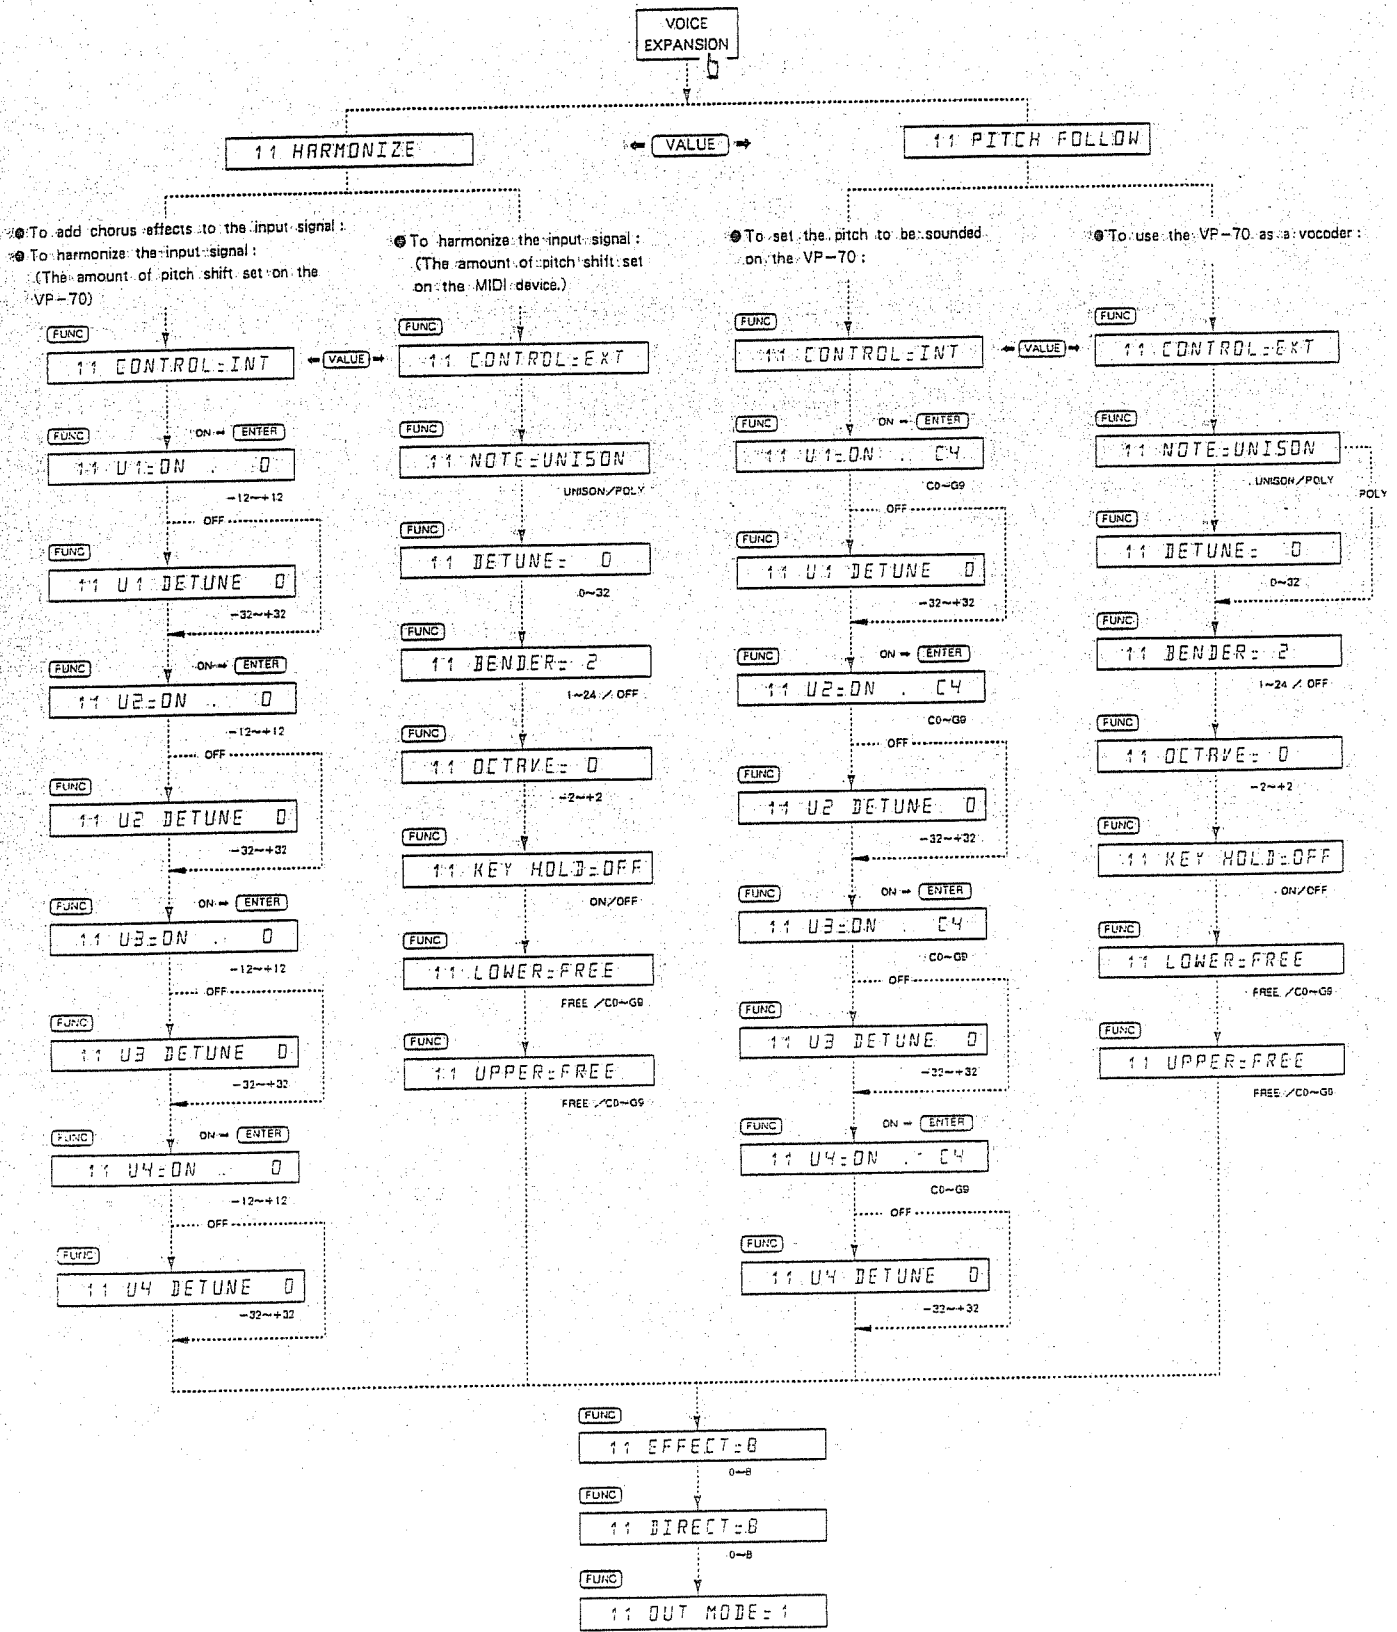 VOICE
EXPANSION
11 HARMONIZE
VALUE
11 PITCH FOLLOW
To add chorus effects to the input signal :
To harmonize the input signal :
(The amount of pitch shift set on the
VP-70)
FUNC
11 CONTROL=INT
VALUE
FUNC
ON → ENTER
11 U1=ON . 0
-12~+12
OFF
FUNC
11 U1 DETUNE 0
-32~+32
FUNC
ON → ENTER
11 U2=ON . 0
-12~+12
OFF
FUNC
11 U2 DETUNE 0
-32~+32
FUNC
ON → ENTER
11 U3=ON . 0
-12~+12
OFF
FUNC
11 U3 DETUNE 0
-32~+32
FUNC
ON → ENTER
11 U4=ON . 0
-12~+12
OFF
FUNC
11 U4 DETUNE 0
-32~+32
To harmonize the input signal :
(The amount of pitch shift set
on the MIDI device.)
FUNC
11 CONTROL=EXT
FUNC
11 NOTE=UNISON
UNISON/POLY
FUNC
11 DETUNE= 0
0~32
FUNC
11 BENDER= 2
1~24 / OFF
FUNC
11 OCTAVE= 0
-2~+2
FUNC
11 KEY HOLD=OFF
ON/OFF
FUNC
11 LOWER=FREE
FREE /C0~G9
FUNC
11 UPPER=FREE
FREE /C0~G9
To set the pitch to be sounded
on the VP-70 :
FUNC
11 CONTROL=INT
VALUE
FUNC
ON → ENTER
11 U1=ON . C4
C0~G9
OFF
FUNC
11 U1 DETUNE 0
-32~+32
FUNC
ON → ENTER
11 U2=ON . C4
C0~G9
OFF
FUNC
11 U2 DETUNE 0
-32~+32
FUNC
ON → ENTER
11 U3=ON . C4
C0~G9
OFF
FUNC
11 U3 DETUNE 0
-32~+32
FUNC
ON → ENTER
11 U4=ON . C4
C0~G9
OFF
FUNC
11 U4 DETUNE 0
-32~+32
To use the VP-70 as a vocoder :
FUNC
11 CONTROL=EXT
FUNC
11 NOTE=UNISON
UNISON/POLY
POLY
FUNC
11 DETUNE= 0
0~32
FUNC
11 BENDER= 2
1~24 / OFF
FUNC
11 OCTAVE= 0
-2~+2
FUNC
11 KEY HOLD=OFF
ON/OFF
FUNC
11 LOWER=FREE
FREE /C0~G9
FUNC
11 UPPER=FREE
FREE /C0~G9
FUNC
11 EFFECT=8
0~8
FUNC
11 DIRECT=8
0~8
FUNC
11 OUT MODE=1